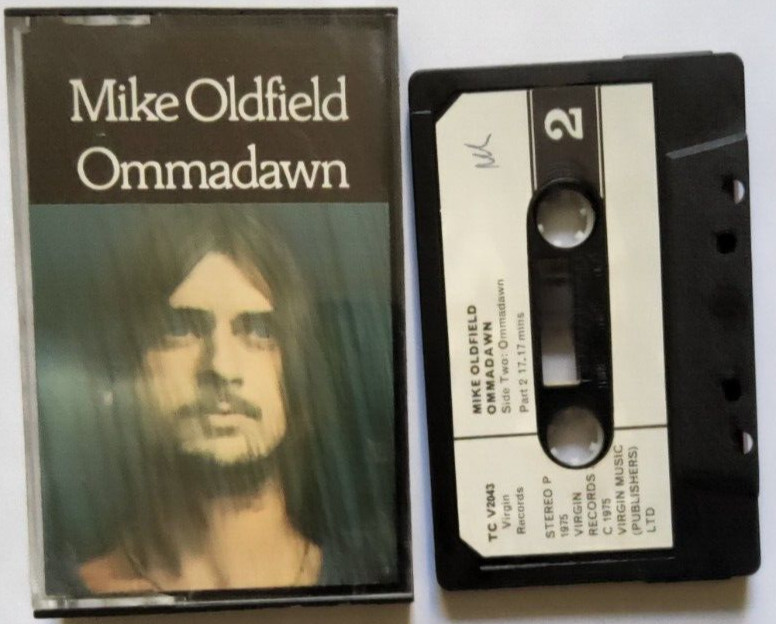 Mike Oldfield
Ommadawn
2
MIKE OLDFIELD
OMMADAWN
Side Two: Ommadawn
Part 2 17.17 mins
TC V2043
Virgin
Records
STEREO P
1975
VIRGIN
RECORDS
C 1975
VIRGIN MUSIC
(PUBLISHERS)
LTD